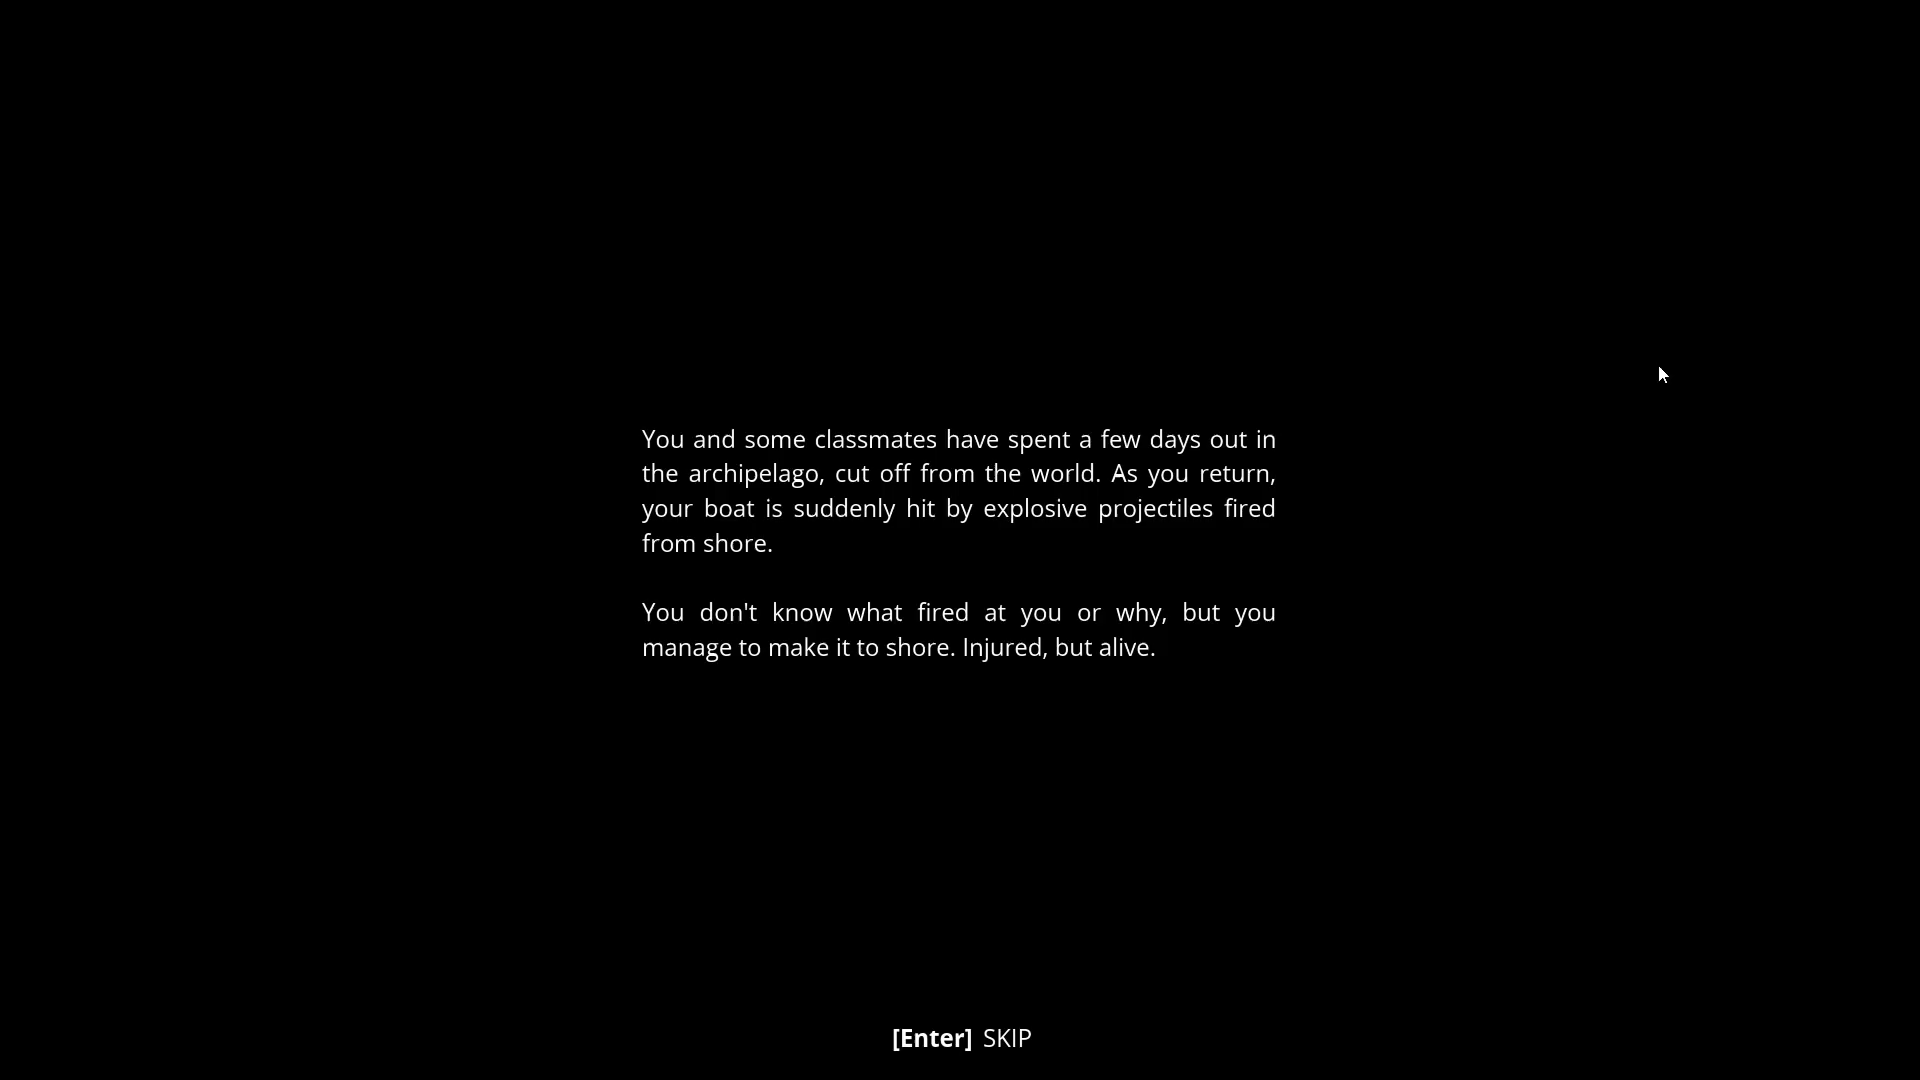 You and some classmates have spent a few days out in
the archipelago, cut off from the world. As you return,
your boat is suddenly hit by explosive projectiles fired
from shore.
You don't know what fired at you or why, but you
manage to make it to shore. Injured, but alive.
[Enter] SKIP